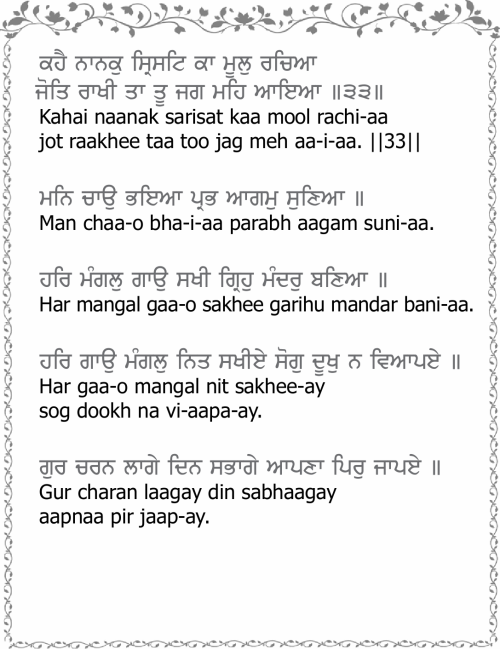 ਕਹੈ ਨਾਨਕੁ ਸ੍ਰਿਸਟਿ ਕਾ ਮੂਲੁ ਰਚਿਆ
ਜੋਤਿ ਰਾਖੀ ਤਾ ਤੂ ਜਗ ਮਹਿ ਆਇਆ ॥੩੩॥
Kahai naanak sarisat kaa mool rachi-aa
jot raakhee taa too jag meh aa-i-aa. ||33||
ਮਨਿ ਚਾਉ ਭਇਆ ਪ੍ਰਭ ਆਗਮੁ ਸੁਣਿਆ ॥
Man chaa-o bha-i-aa parabh aagam suni-aa.
ਹਰਿ ਮੰਗਲੁ ਗਾਉ ਸਖੀ ਗ੍ਰਿਹੁ ਮੰਦਰੁ ਬਣਿਆ ॥
Har mangal gaa-o sakhee garihu mandar bani-aa.
ਹਰਿ ਗਾਉ ਮੰਗਲੁ ਨਿਤ ਸਖੀਏ ਸੋਗੁ ਦੂਖੁ ਨ ਵਿਆਪਏ ॥
Har gaa-o mangal nit sakhee-ay
sog dookh na vi-aapa-ay.
ਗੁਰ ਚਰਨ ਲਾਗੇ ਦਿਨ ਸਭਾਗੇ ਆਪਣਾ ਪਿਰੁ ਜਾਪਏ ॥
Gur charan laagay din sabhaagay
aapnaa pir jaap-ay.